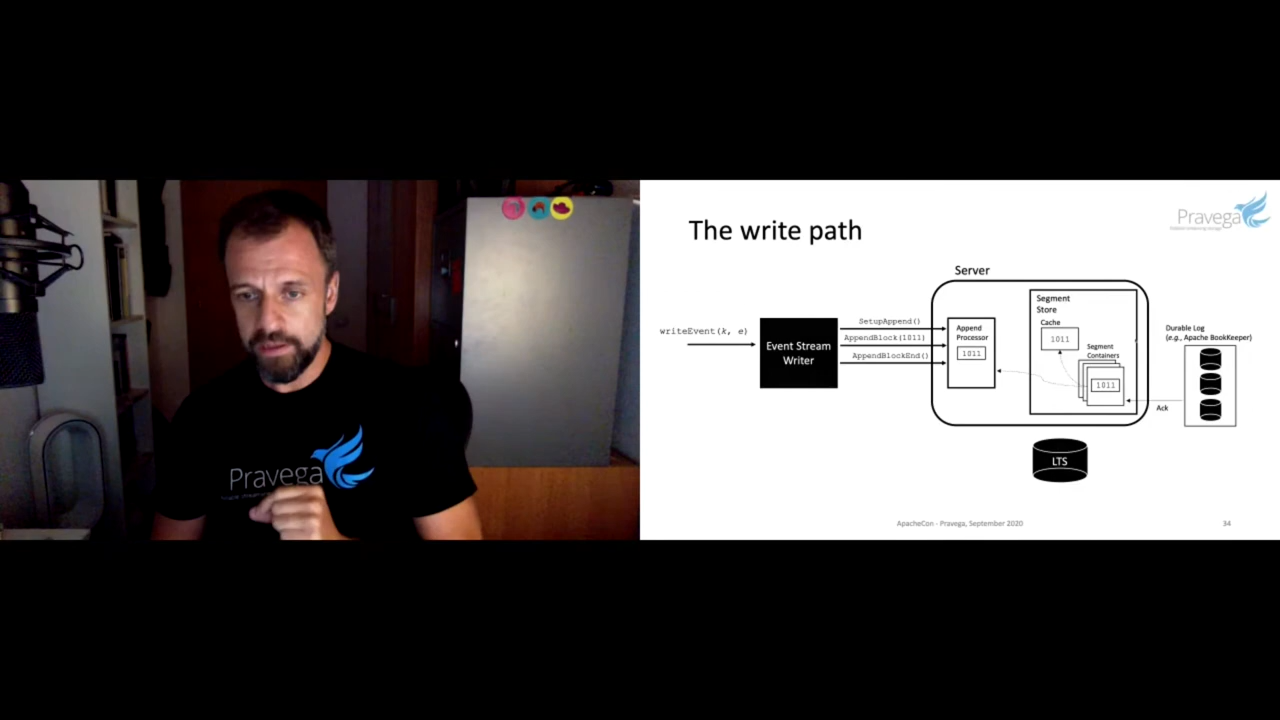 Pravega
The write path
Pravega
Server
Segment
Store
Cache
1011
Segment
Containers
1011
writeEvent(k, e)
Event Stream
Writer
SetupAppend()
AppendBlock(1011)
AppendBlockEnd()
Append
Processor
1011
Durable Log
(e.g., Apache BookKeeper)
Ack
LTS
ApacheCon - Pravega, September 2020
34